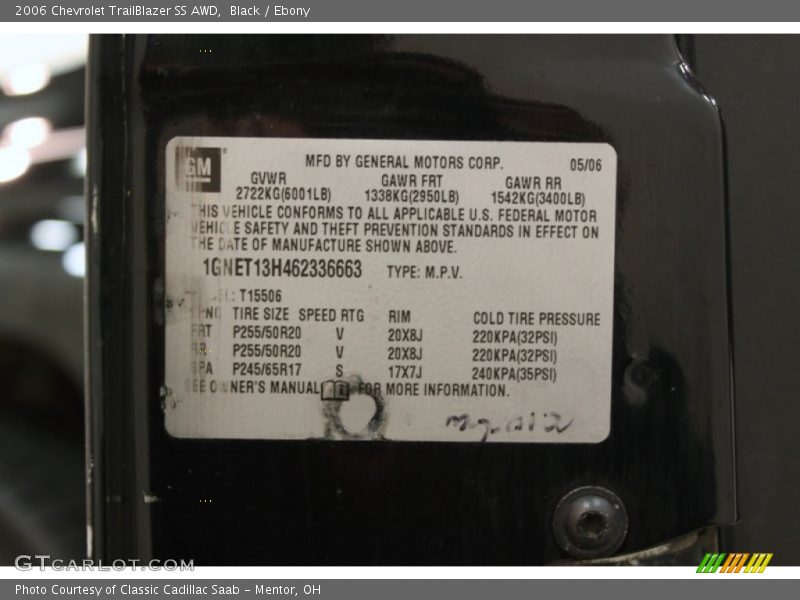 2006 Chevrolet TrailBlazer SS AWD, Black / Ebony
GM
MFD BY GENERAL MOTORS CORP. 05/06
GVWR GAWR FRT GAWR RR
2722KG(6001LB) 1338KG(2950LB) 1542KG(3400LB)
THIS VEHICLE CONFORMS TO ALL APPLICABLE U.S. FEDERAL MOTOR
VEHICLE SAFETY AND THEFT PREVENTION STANDARDS IN EFFECT ON
THE DATE OF MANUFACTURE SHOWN ABOVE.
1GNET13H462336663 TYPE: M.P.V.
T15506
TIRE SIZE SPEED RTG RIM COLD TIRE PRESSURE
FRT P255/50R20 V 20X8J 220KPA(32PSI)
RR P255/50R20 V 20X8J 220KPA(32PSI)
SPA P245/65R17 S 17X7J 240KPA(35PSI)
SEE OWNER'S MANUAL FOR MORE INFORMATION.
GTCARLOT.COM
Photo Courtesy of Classic Cadillac Saab - Mentor, OH